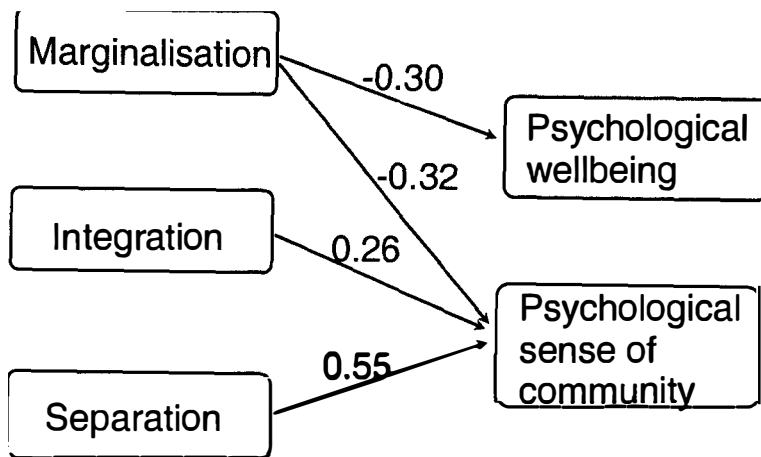 Marginalisation
-0.30
Psychological
wellbeing
-0.32
Integration
0.26
Psychological
sense of
community
0.55
Separation